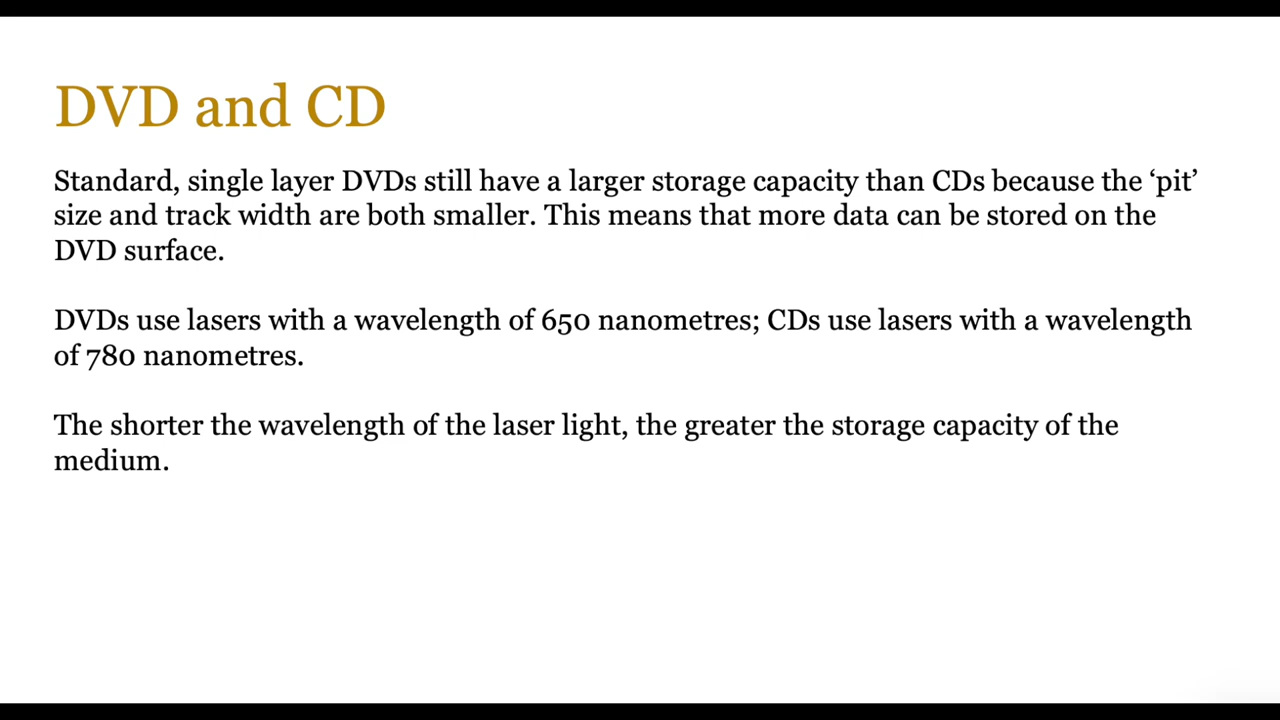 DVD and CD
Standard, single layer DVDs still have a larger storage capacity than CDs because the ‘pit’
size and track width are both smaller. This means that more data can be stored on the
DVD surface.
DVDs use lasers with a wavelength of 650 nanometres; CDs use lasers with a wavelength
of 780 nanometres.
The shorter the wavelength of the laser light, the greater the storage capacity of the
medium.